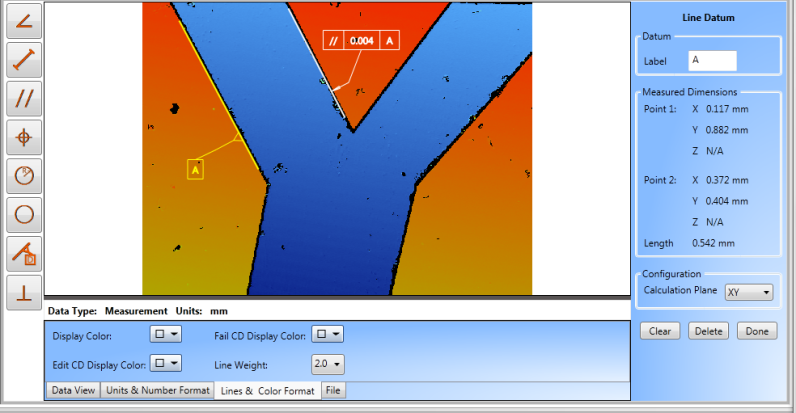 // 0.004 A
A
Line Datum
Datum
Label A
Measured Dimensions
Point 1: X 0.117 mm
Y 0.882 mm
Z N/A
Point 2: X 0.372 mm
Y 0.404 mm
Z N/A
Length 0.542 mm
Configuration
Calculation Plane XY
Clear Delete Done
Data Type: Measurement Units: mm
Display Color: Fail CD Display Color:
Edit CD Display Color: Line Weight: 2.0
Data View Units & Number Format Lines & Color Format File